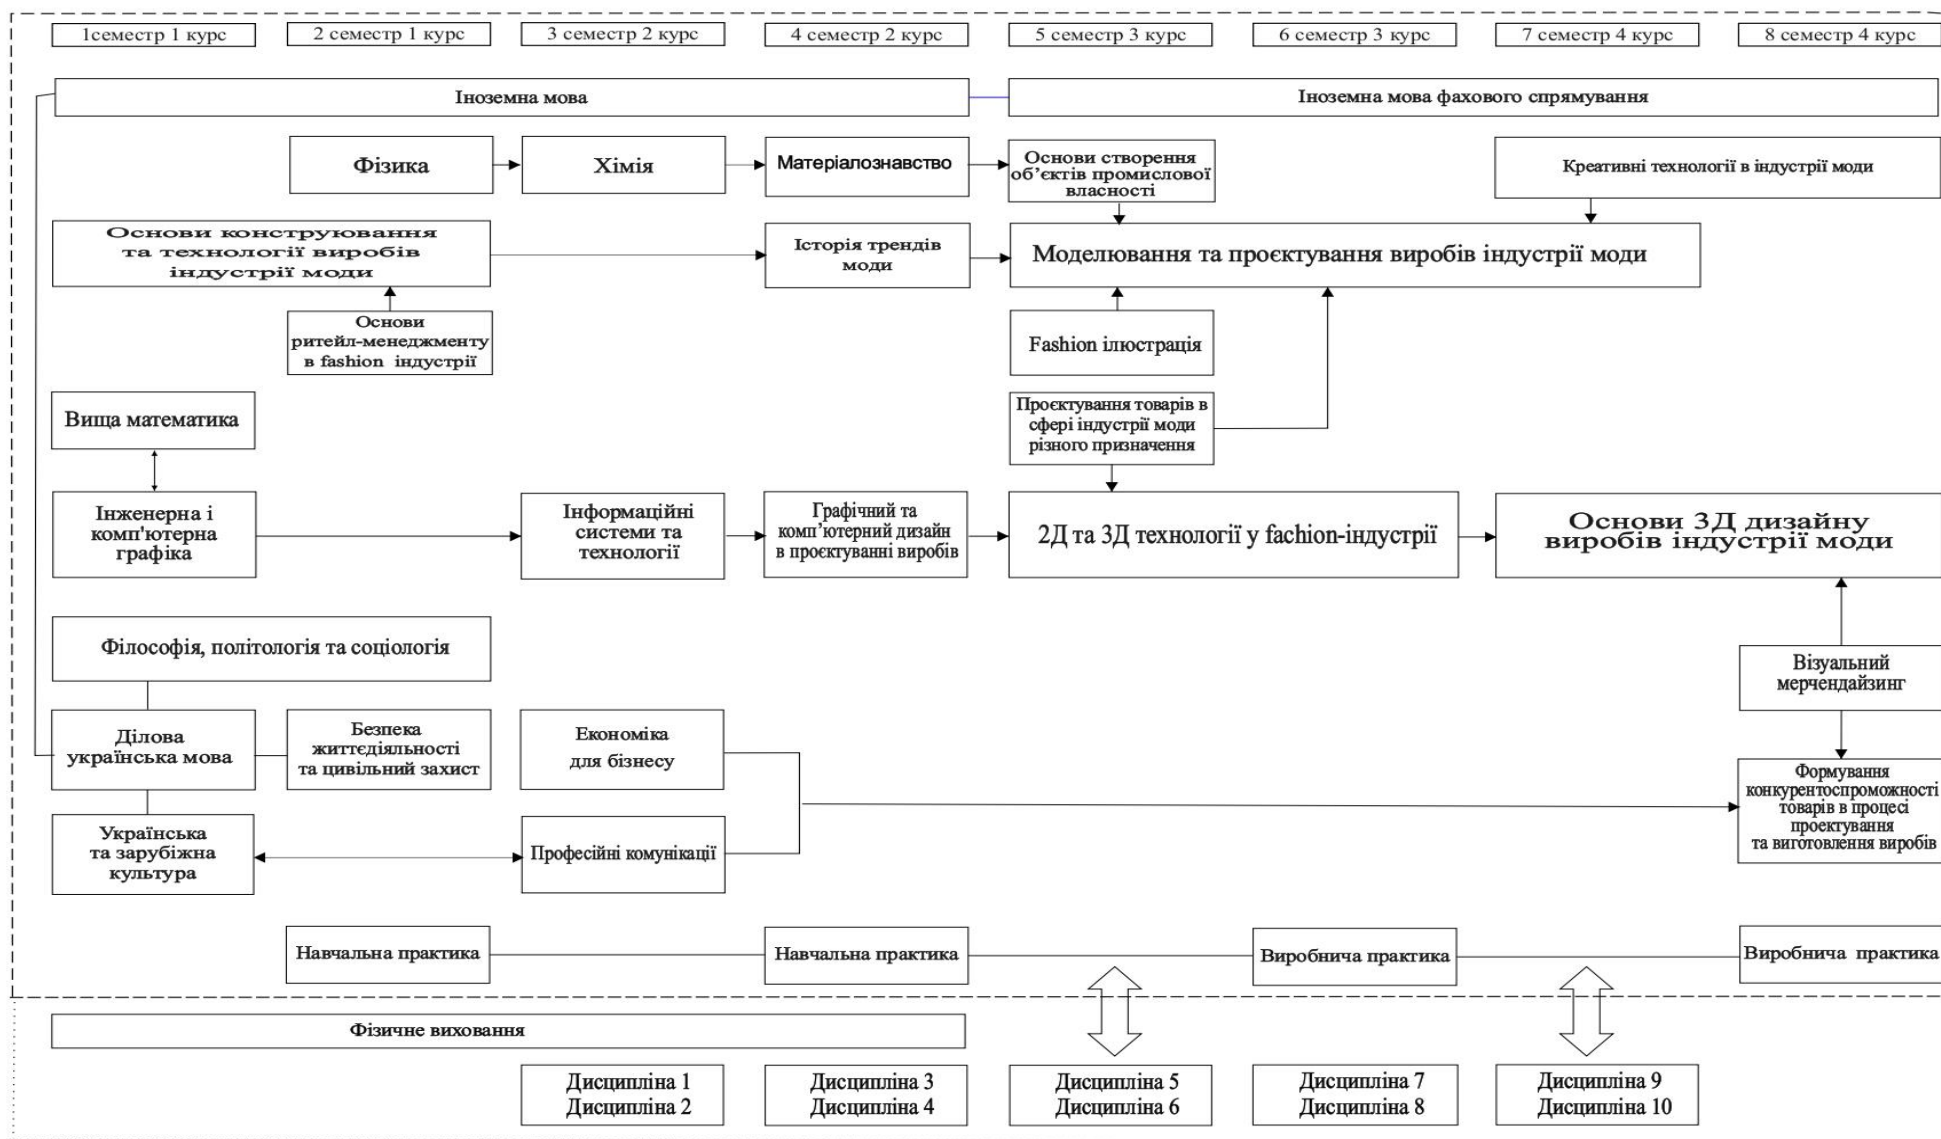 1семестр 1 курс
2 семестр 1 курс
3 семестр 2 курс
4 семестр 2 курс
5 семестр 3 курс
6 семестр 3 курс
7 семестр 4 курс
8 семестр 4 курс
Іноземна мова
Іноземна мова фахового спрямування
Фізика
Хімія
Матеріалознавство
Основи створення
об’єктів промислової
власності
Креативні технології в індустрії моди
Основи конструювання
та технології виробів
індустрії моди
Історія трендів
моди
Моделювання та проєктування виробів індустрії моди
Основи
ритейл-менеджменту
в fashion індустрії
Fashion ілюстрація
Вища математика
Проєктування товарів в
сфері індустрії моди
різного призначення
Інженерна і
комп'ютерна
графіка
Інформаційні
системи та
технології
Графічний та
комп’ютерний дизайн
в проєктуванні виробів
2Д та 3Д технології у fachion-індустрії
Основи 3Д дизайну
виробів індустрії моди
Філософія, політологія та соціологія
Візуальний
мерчендайзинг
Ділова
українська мова
Безпека
життєдіяльності
та цивільний захист
Економіка
для бізнесу
Формування
конкурентоспроможності
товарів в процесі
проектування
та виготовлення виробів
Українська
та зарубіжна
культура
Професійні комунікації
Навчальна практика
Навчальна практика
Виробнича практика
Виробнича практика
Фізичне виховання
Дисципліна 1
Дисципліна 2
Дисципліна 3
Дисципліна 4
Дисципліна 5
Дисципліна 6
Дисципліна 7
Дисципліна 8
Дисципліна 9
Дисципліна 10